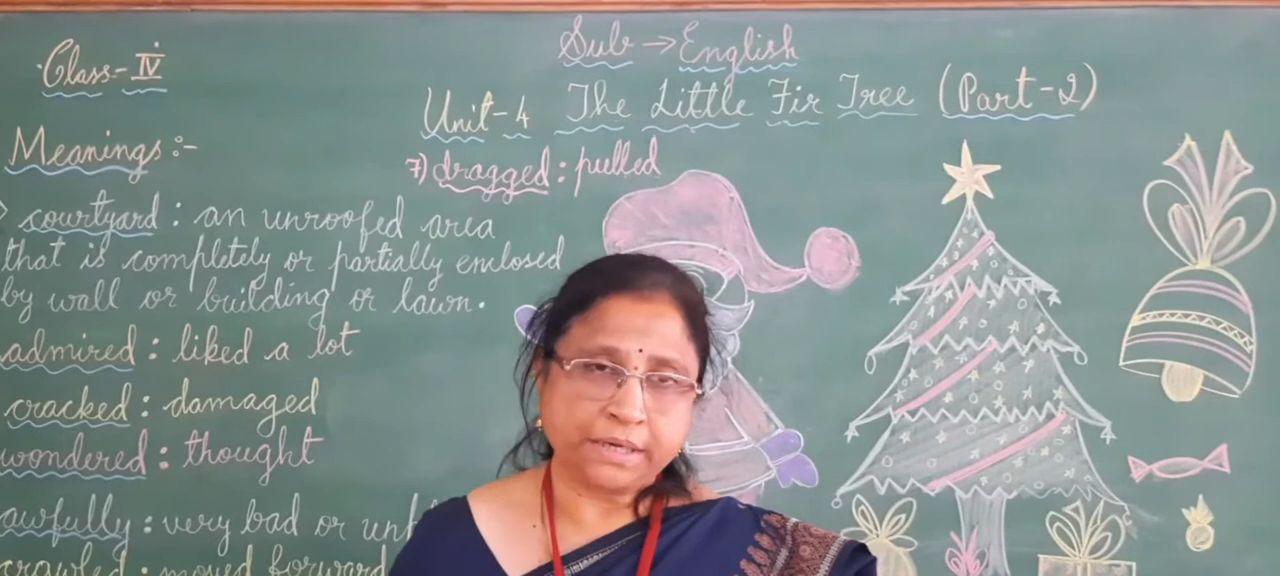 Class-IV
Sub → English
Unit-4 The Little Fir Tree (Part-2)
Meanings :-
7) dragged : pulled
courtyard : an unroofed area
that is completely or partially enclosed
by wall or building or lawn.
admired : liked a lot
cracked : damaged
wondered : thought
awfully : very bad or
crawled : moved forward